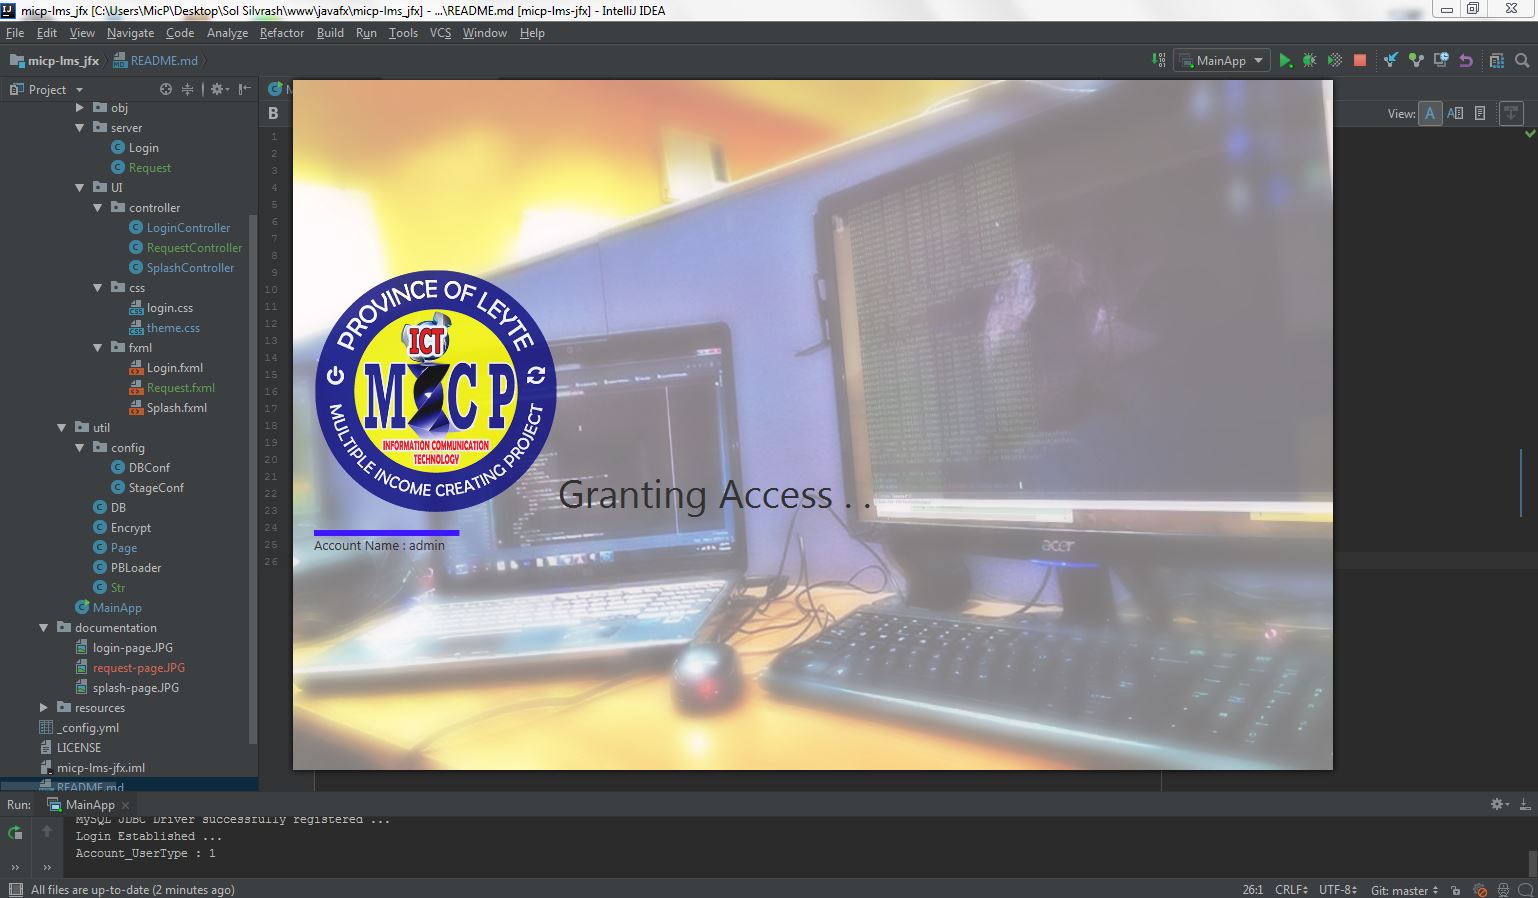 micp-lms_jfx [C:\Users\MicP\Desktop\Sol Silvrash\www\javafx\micp-lms_jfx] - ...\README.md [micp-lms-jfx] - IntelliJ IDEA
File Edit View Navigate Code Analyze Refactor Build Run Tools VCS Window Help
micp-lms_jfx README.md MainApp
Project
View:
B
obj
server
Login
Request
UI
controller
LoginController
RequestController
SplashController
css
login.css
theme.css
fxml
Login.fxml
Request.fxml
Splash.fxml
util
config
DBConf
StageConf
DB
Encrypt
Page
PBLoader
Str
MainApp
documentation
login-page.JPG
request-page.JPG
splash-page.JPG
resources
_config.yml
LICENSE
micp-lms-jfx.iml
README.md
1
2
3
4
5
6
7
8
9
10
11
12
13
14
15
16
17
18
19
20
21
22
23
24
25
26
PROVINCE OF LEYTE
ICT
MICP
INFORMATION COMMUNICATION
TECHNOLOGY
MULTIPLE INCOME CREATING PROJECT
Granting Access . . .
Account Name : admin
acer
Run: MainApp
MySQL JDBC Driver successfully registered ...
Login Established ...
Account_UserType : 1
All files are up-to-date (2 minutes ago) 26:1 CRLF UTF-8 Git: master